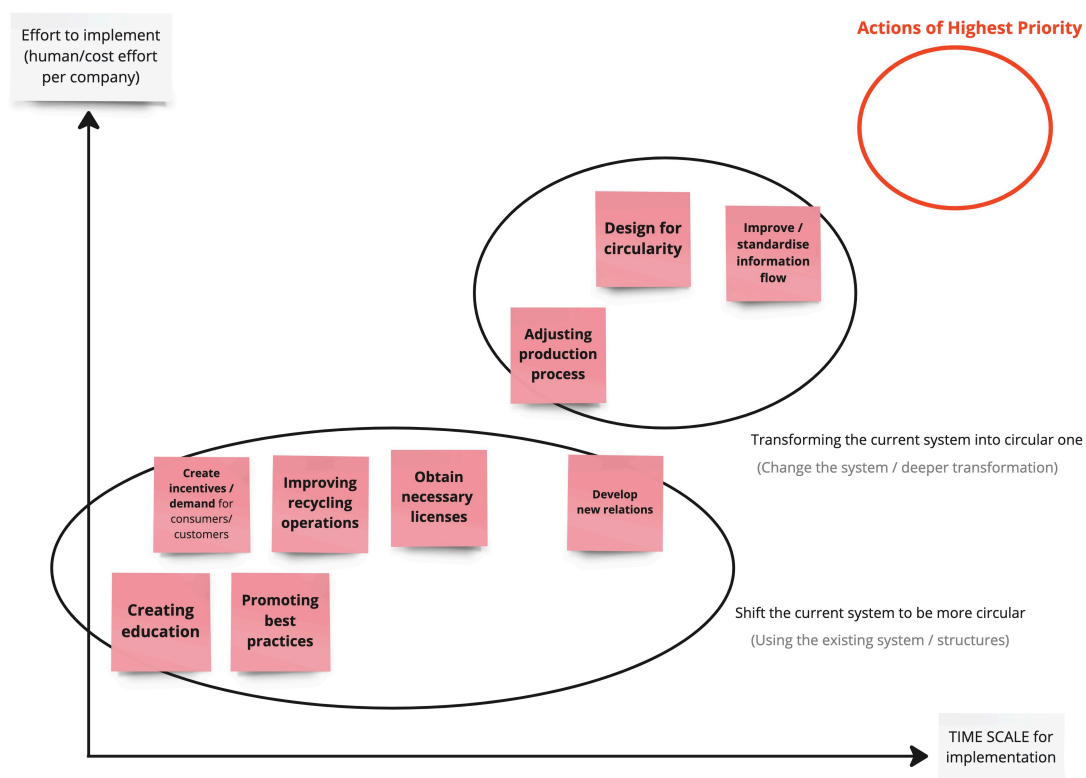 Effort to implement
(human/cost effort
per company)
Actions of Highest Priority
Design for
circularity
Improve /
standardise
information
flow
Adjusting
production
process
Transforming the current system into circular one
(Change the system / deeper transformation)
Create
incentives /
demand for
consumers/
customers
Improving
recycling
operations
Obtain
necessary
licenses
Develop
new relations
Creating
education
Promoting
best
practices
Shift the current system to be more circular
(Using the existing system / structures)
TIME SCALE for
implementation